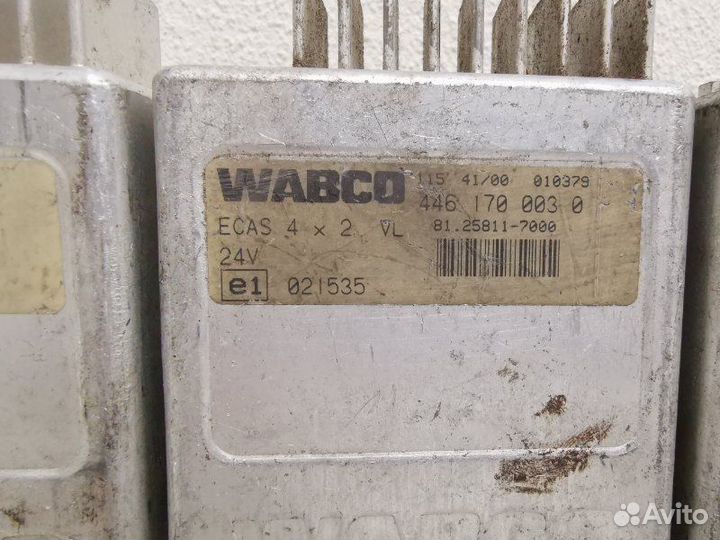 WABCO
115 41/00 010379
446 170 003 0
ECAS 4 × 2 VL
81.25811-7000
24V
e1 021535
WABCO
Avito